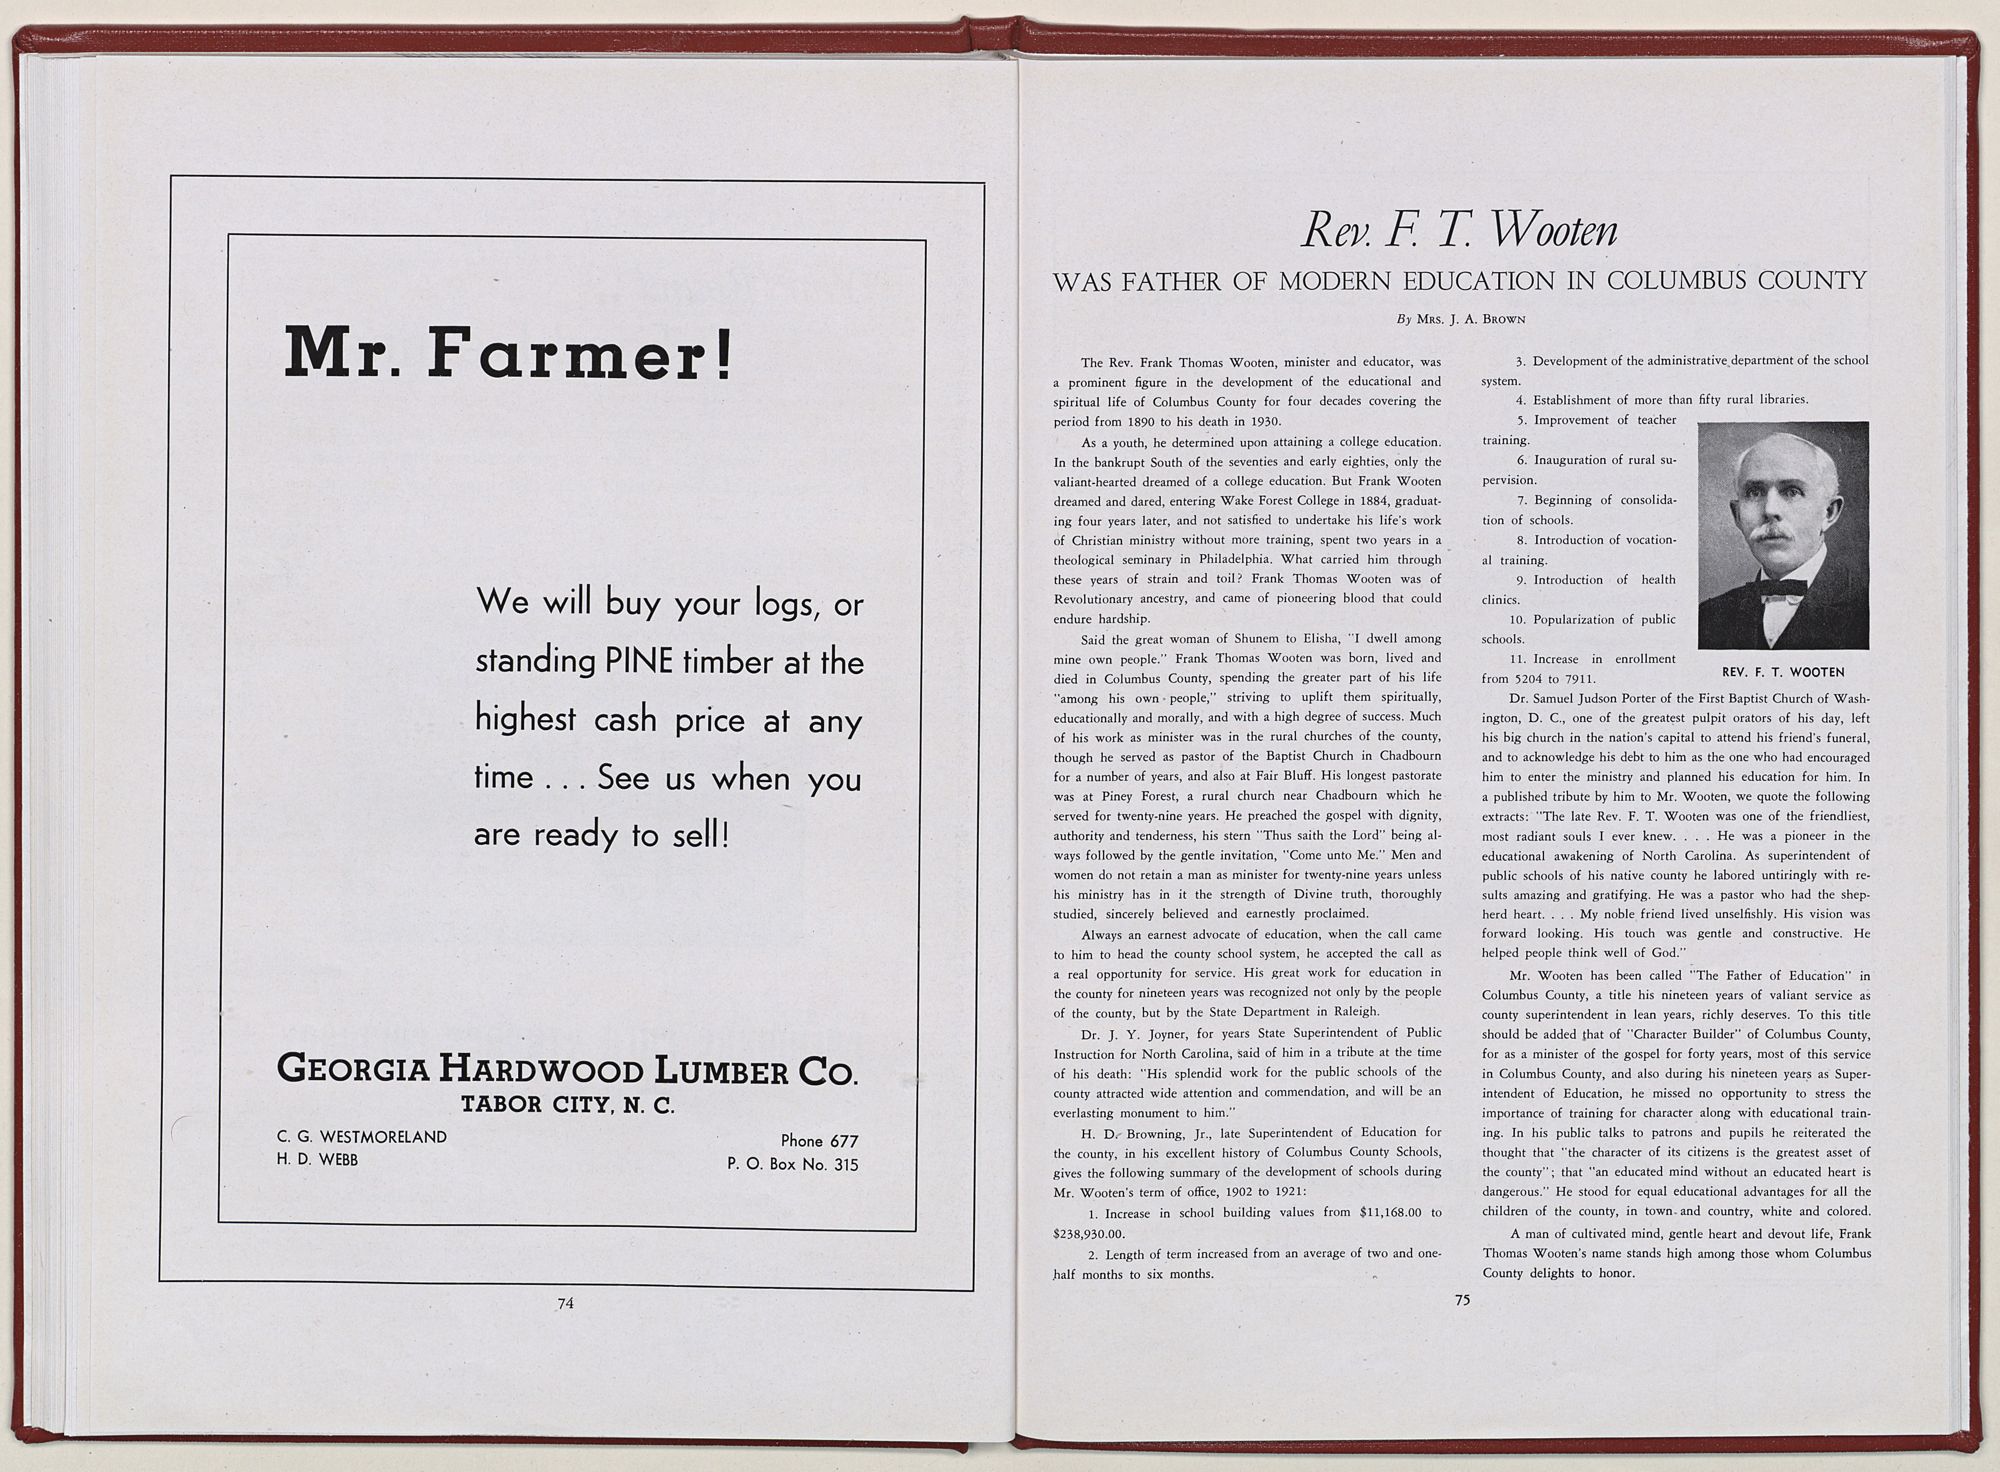 Mr. Farmer!
We will buy your logs, or
standing PINE timber at the
highest cash price at any
time . . . See us when you
are ready to sell!
GEORGIA HARDWOOD LUMBER CO.
TABOR CITY, N. C.
C. G. WESTMORELAND
H. D. WEBB
Phone 677
P. O. Box No. 315
74
Rev. F. T. Wooten
WAS FATHER OF MODERN EDUCATION IN COLUMBUS COUNTY
By MRS. J. A. BROWN
The Rev. Frank Thomas Wooten, minister and educator, was
a prominent figure in the development of the educational and
spiritual life of Columbus County for four decades covering the
period from 1890 to his death in 1930.
As a youth, he determined upon attaining a college education.
In the bankrupt South of the seventies and early eighties, only the
valiant-hearted dreamed of a college education. But Frank Wooten
dreamed and dared, entering Wake Forest College in 1884, graduat-
ing four years later, and not satisfied to undertake his life's work
of Christian ministry without more training, spent two years in a
theological seminary in Philadelphia. What carried him through
these years of strain and toil? Frank Thomas Wooten was of
Revolutionary ancestry, and came of pioneering blood that could
endure hardship.
Said the great woman of Shunem to Elisha, "I dwell among
mine own people." Frank Thomas Wooten was born, lived and
died in Columbus County, spending the greater part of his life
"among his own people," striving to uplift them spiritually,
educationally and morally, and with a high degree of success. Much
of his work as minister was in the rural churches of the county,
though he served as pastor of the Baptist Church in Chadbourn
for a number of years, and also at Fair Bluff. His longest pastorate
was at Piney Forest, a rural church near Chadbourn which he
served for twenty-nine years. He preached the gospel with dignity,
authority and tenderness, his stern "Thus saith the Lord" being al-
ways followed by the gentle invitation, "Come unto Me." Men and
women do not retain a man as minister for twenty-nine years unless
his ministry has in it the strength of Divine truth, thoroughly
studied, sincerely believed and earnestly proclaimed.
Always an earnest advocate of education, when the call came
to him to head the county school system, he accepted the call as
a real opportunity for service. His great work for education in
the county for nineteen years was recognized not only by the people
of the county, but by the State Department in Raleigh.
Dr. J. Y. Joyner, for years State Superintendent of Public
Instruction for North Carolina, said of him in a tribute at the time
of his death: "His splendid work for the public schools of the
county attracted wide attention and commendation, and will be an
everlasting monument to him."
H. D. Browning, Jr., late Superintendent of Education for
the county, in his excellent history of Columbus County Schools,
gives the following summary of the development of schools during
Mr. Wooten's term of office, 1902 to 1921:
1. Increase in school building values from $11,168.00 to
$238,930.00.
2. Length of term increased from an average of two and one-
half months to six months.
3. Development of the administrative department of the school
system.
4. Establishment of more than fifty rural libraries.
5. Improvement of teacher
training.
6. Inauguration of rural su-
pervision.
7. Beginning of consolida-
tion of schools.
8. Introduction of vocation-
al training.
9. Introduction of health
clinics.
10. Popularization of public
schools.
11. Increase in enrollment
from 5204 to 7911.
REV. F. T. WOOTEN
Dr. Samuel Judson Porter of the First Baptist Church of Wash-
ington, D. C., one of the greatest pulpit orators of his day, left
his big church in the nation's capital to attend his friend's funeral,
and to acknowledge his debt to him as the one who had encouraged
him to enter the ministry and planned his education for him. In
a published tribute by him to Mr. Wooten, we quote the following
extracts: "The late Rev. F. T. Wooten was one of the friendliest,
most radiant souls I ever knew. . . . He was a pioneer in the
educational awakening of North Carolina. As superintendent of
public schools of his native county he labored untiringly with re-
sults amazing and gratifying. He was a pastor who had the shep-
herd heart. . . . My noble friend lived unselfishly. His vision was
forward looking. His touch was gentle and constructive. He
helped people think well of God."
Mr. Wooten has been called "The Father of Education" in
Columbus County, a title his nineteen years of valiant service as
county superintendent in lean years, richly deserves. To this title
should be added that of "Character Builder" of Columbus County,
for as a minister of the gospel for forty years, most of this service
in Columbus County, and also during his nineteen years as Super-
intendent of Education, he missed no opportunity to stress the
importance of training for character along with educational train-
ing. In his public talks to patrons and pupils he reiterated the
thought that "the character of its citizens is the greatest asset of
the county"; that "an educated mind without an educated heart is
dangerous." He stood for equal educational advantages for all the
children of the county, in town and country, white and colored.
A man of cultivated mind, gentle heart and devout life, Frank
Thomas Wooten's name stands high among those whom Columbus
County delights to honor.
75